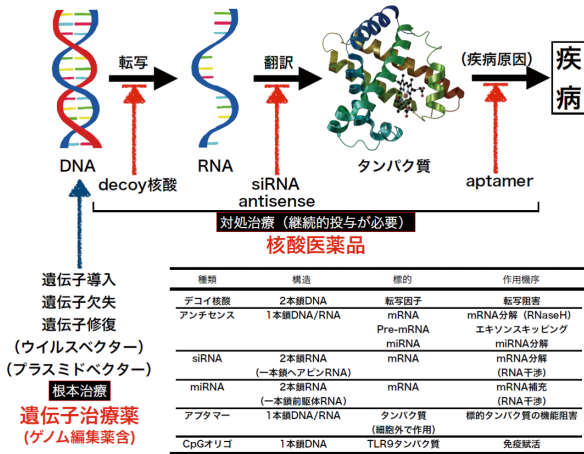 転写
翻訳
(疾病原因)
疾
病
DNA
RNA
タンパク質
decoy核酸
siRNA
antisense
aptamer
対処治療（継続的投与が必要）
核酸医薬品
遺伝子導入
遺伝子欠失
遺伝子修復
(ウイルスベクター)
(プラスミドベクター)
根本治療
遺伝子治療薬
(ゲノム編集薬含)
種類 構造 標的 作用機序
デコイ核酸 2本鎖DNA 転写因子 転写阻害
アンチセンス 1本鎖DNA/RNA mRNA mRNA分解（RNaseH）
Pre-mRNA エキソンスキッピング
miRNA miRNA分解
siRNA 2本鎖RNA mRNA mRNA分解
(一本鎖ヘアピンRNA) (RNA干渉)
miRNA 2本鎖RNA mRNA mRNA補充
(一本鎖前駆体RNA) (RNA干渉)
アプタマー 1本鎖DNA/RNA タンパク質 標的タンパク質の機能阻害
(細胞外で作用)
CpGオリゴ 1本鎖DNA TLR9タンパク質 免疫賦活